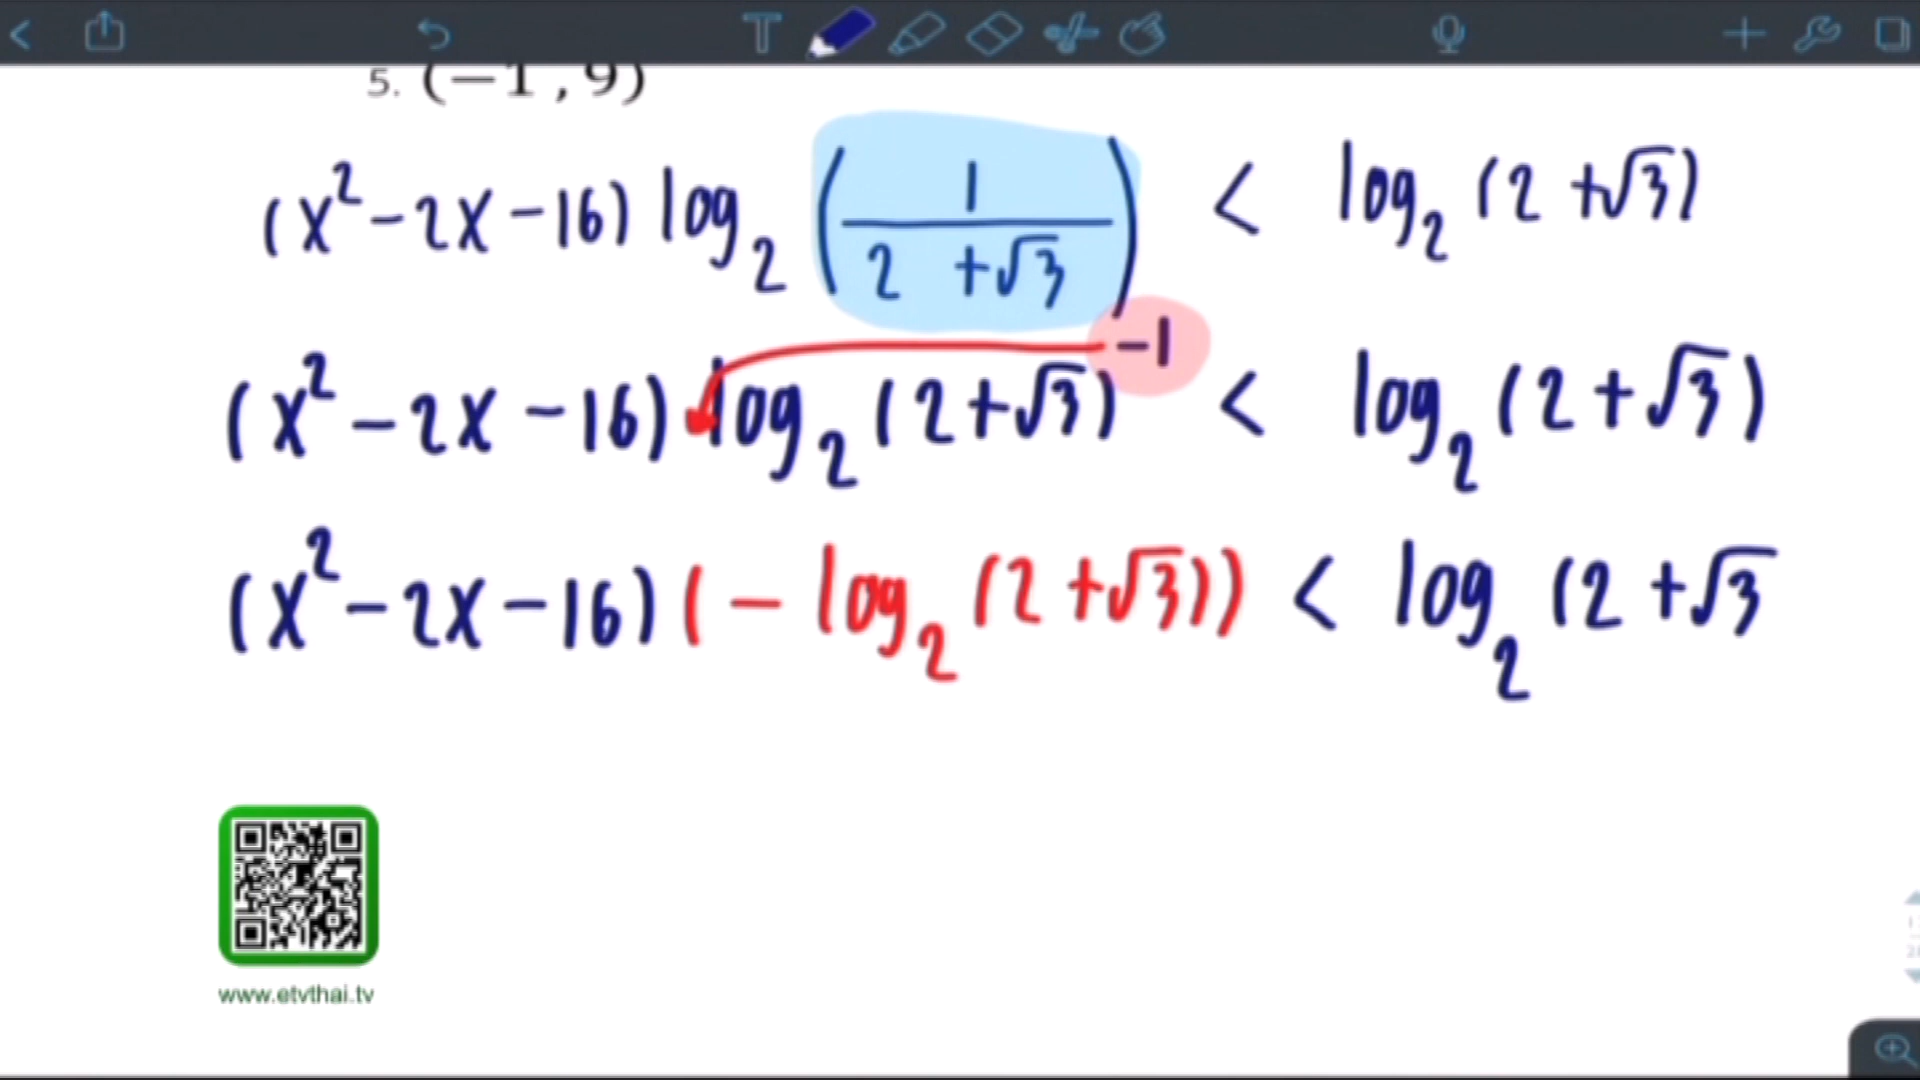 5. (−1 , 9)
(x² − 2x − 16) log₂ (1/(2 + √3)) < log₂ (2 + √3)
(x² − 2x − 16) log₂ (2 + √3)⁻¹ < log₂ (2 + √3)
(x² − 2x − 16) (− log₂ (2 + √3)) < log₂ (2 + √3
www.etvthai.tv